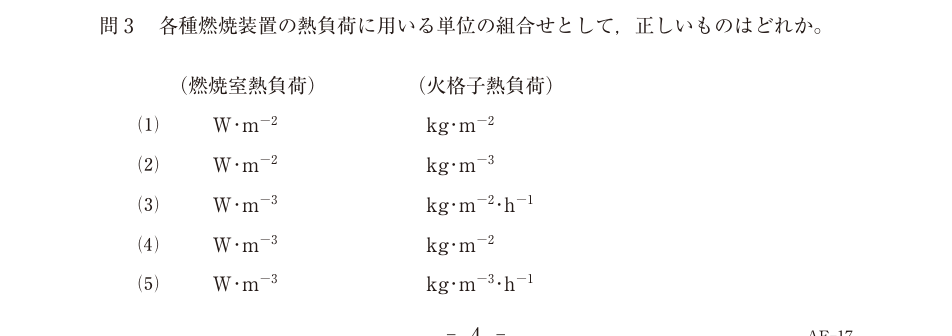 問3 各種燃焼装置の熱負荷に用いる単位の組合せとして，正しいものはどれか。
（燃焼室熱負荷） （火格子熱負荷）
(1) W·m⁻² kg·m⁻²
(2) W·m⁻² kg·m⁻³
(3) W·m⁻³ kg·m⁻²·h⁻¹
(4) W·m⁻³ kg·m⁻²
(5) W·m⁻³ kg·m⁻³·h⁻¹
− 4 −